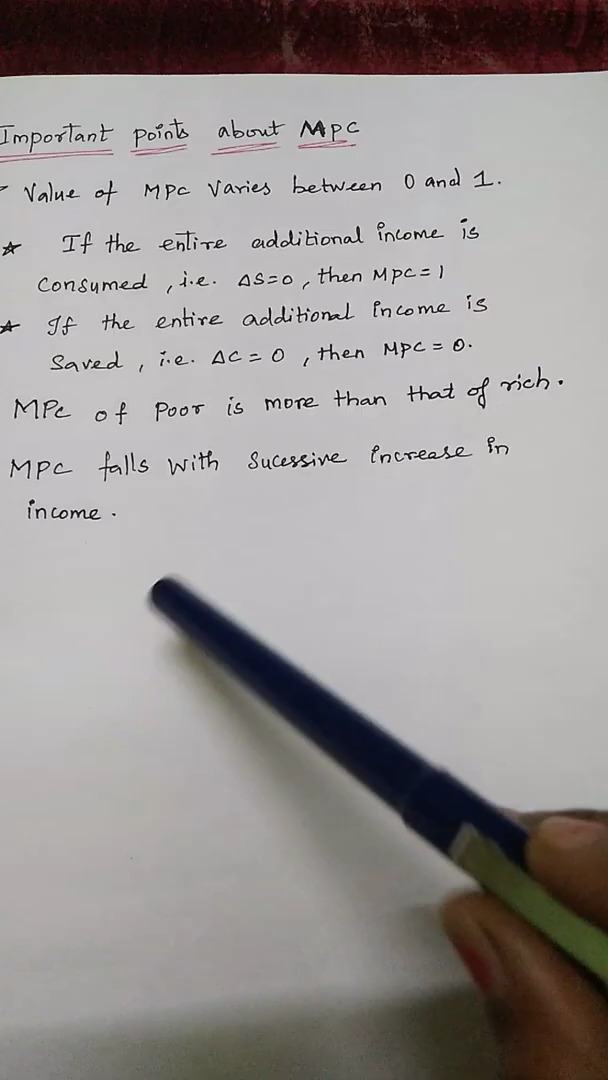 Important points about MPC
Value of MPC Varies between 0 and 1.
☆ If the entire additional income is
Consumed, i.e. ΔS=0, then MPC=1
☆ If the entire additional income is
Saved, i.e. ΔC = 0, then MPC = 0.
MPC of Poor is more than that of rich.
MPC falls with Sucessive increase in
income.